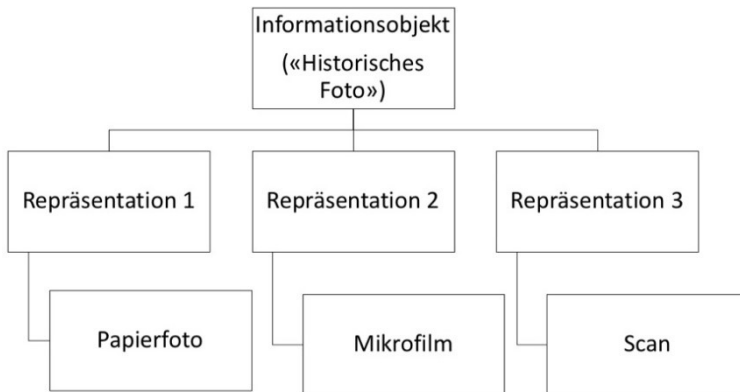 Informationsobjekt
(«Historisches
Foto»)
Repräsentation 1
Repräsentation 2
Repräsentation 3
Papierfoto
Mikrofilm
Scan